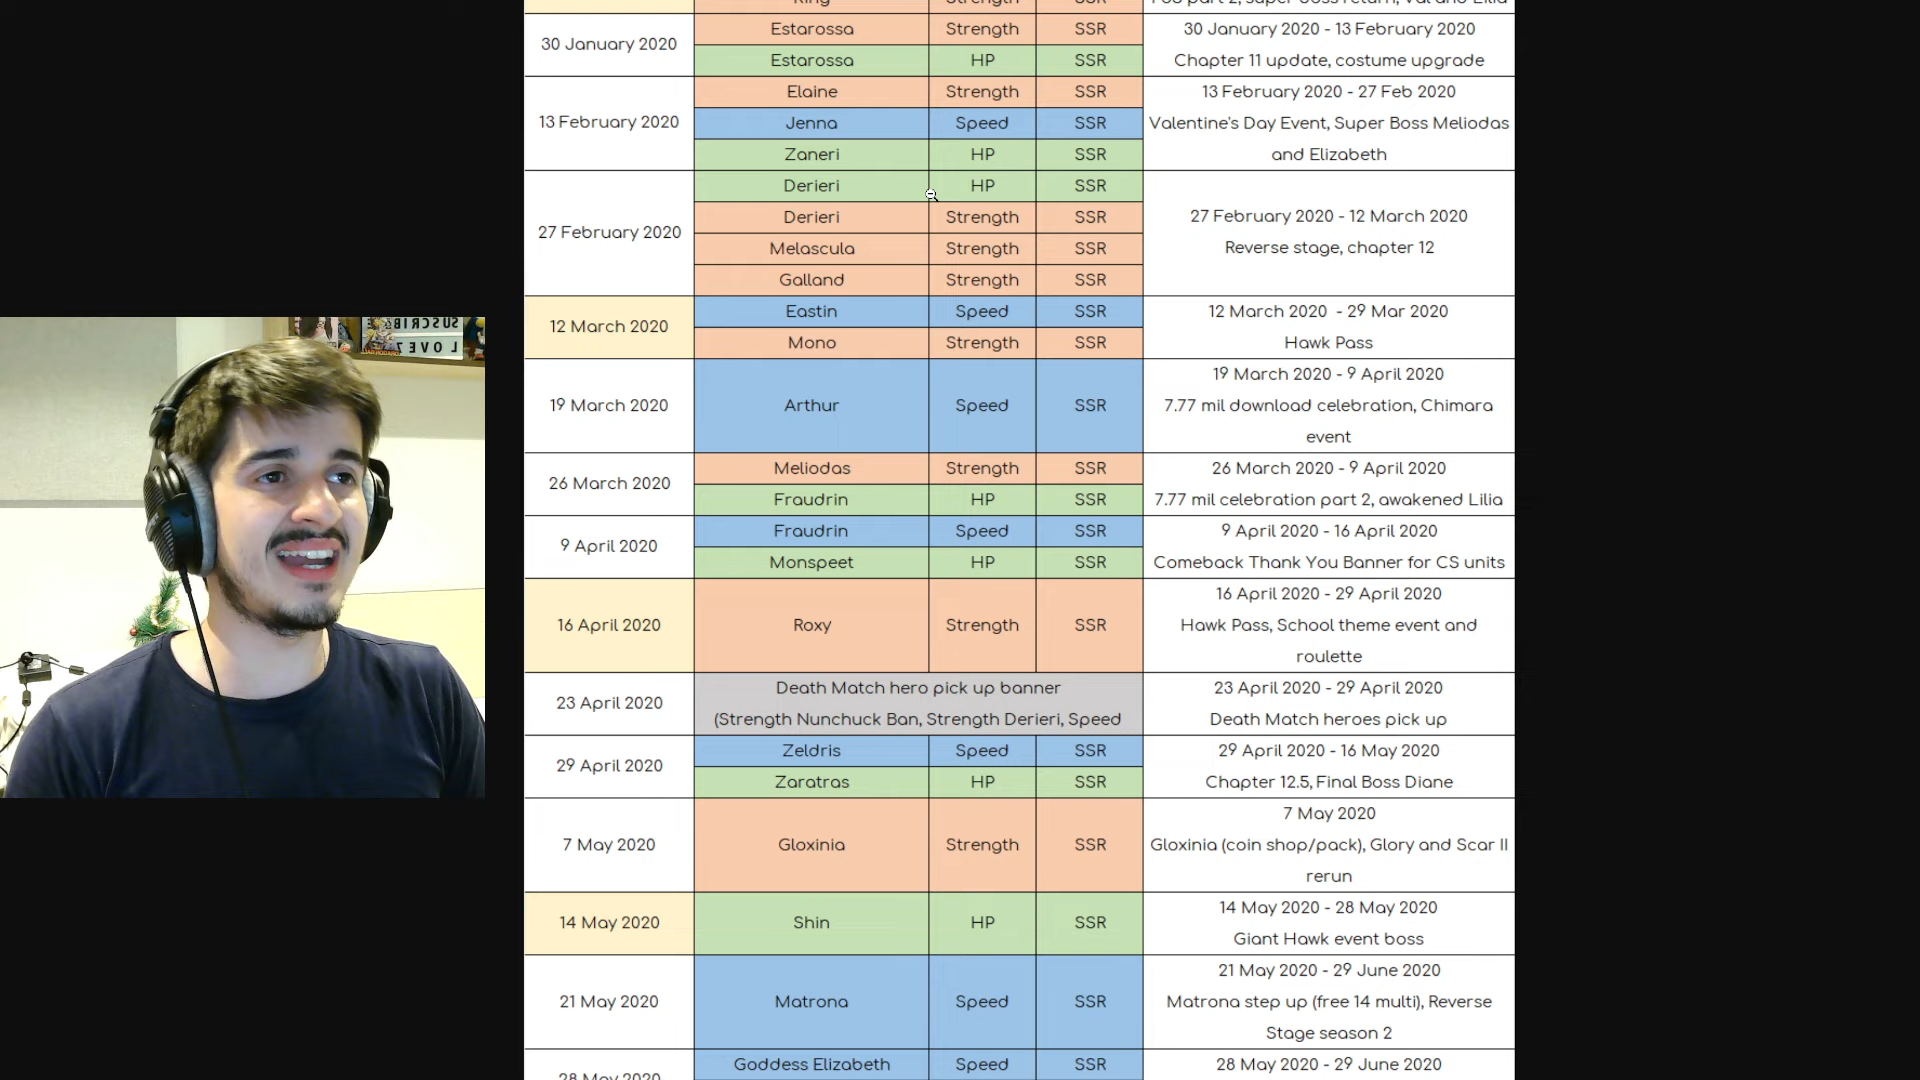 King Strength SSR
30 January 2020
Estarossa Strength SSR
Estarossa HP SSR
30 January 2020 - 13 February 2020
Chapter 11 update, costume upgrade
13 February 2020
Elaine Strength SSR
Jenna Speed SSR
Zaneri HP SSR
13 February 2020 - 27 Feb 2020
Valentine's Day Event, Super Boss Meliodas
and Elizabeth
27 February 2020
Derieri HP SSR
Derieri Strength SSR
Melascula Strength SSR
Galland Strength SSR
27 February 2020 - 12 March 2020
Reverse stage, chapter 12
12 March 2020
Eastin Speed SSR
Mono Strength SSR
12 March 2020 - 29 Mar 2020
Hawk Pass
19 March 2020
Arthur Speed SSR
19 March 2020 - 9 April 2020
7.77 mil download celebration, Chimara
event
26 March 2020
Meliodas Strength SSR
Fraudrin HP SSR
26 March 2020 - 9 April 2020
7.77 mil celebration part 2, awakened Lilia
9 April 2020
Fraudrin Speed SSR
Monspeet HP SSR
9 April 2020 - 16 April 2020
Comeback Thank You Banner for CS units
16 April 2020
Roxy Strength SSR
16 April 2020 - 29 April 2020
Hawk Pass, School theme event and
roulette
23 April 2020
Death Match hero pick up banner
(Strength Nunchuck Ban, Strength Derieri, Speed
23 April 2020 - 29 April 2020
Death Match heroes pick up
29 April 2020
Zeldris Speed SSR
Zaratras HP SSR
29 April 2020 - 16 May 2020
Chapter 12.5, Final Boss Diane
7 May 2020
Gloxinia Strength SSR
7 May 2020
Gloxinia (coin shop/pack), Glory and Scar II
rerun
14 May 2020
Shin HP SSR
14 May 2020 - 28 May 2020
Giant Hawk event boss
21 May 2020
Matrona Speed SSR
21 May 2020 - 29 June 2020
Matrona step up (free 14 multi), Reverse
Stage season 2
28 May 2020
Goddess Elizabeth Speed SSR
28 May 2020 - 29 June 2020
SUSCRIBE
LOVE 7